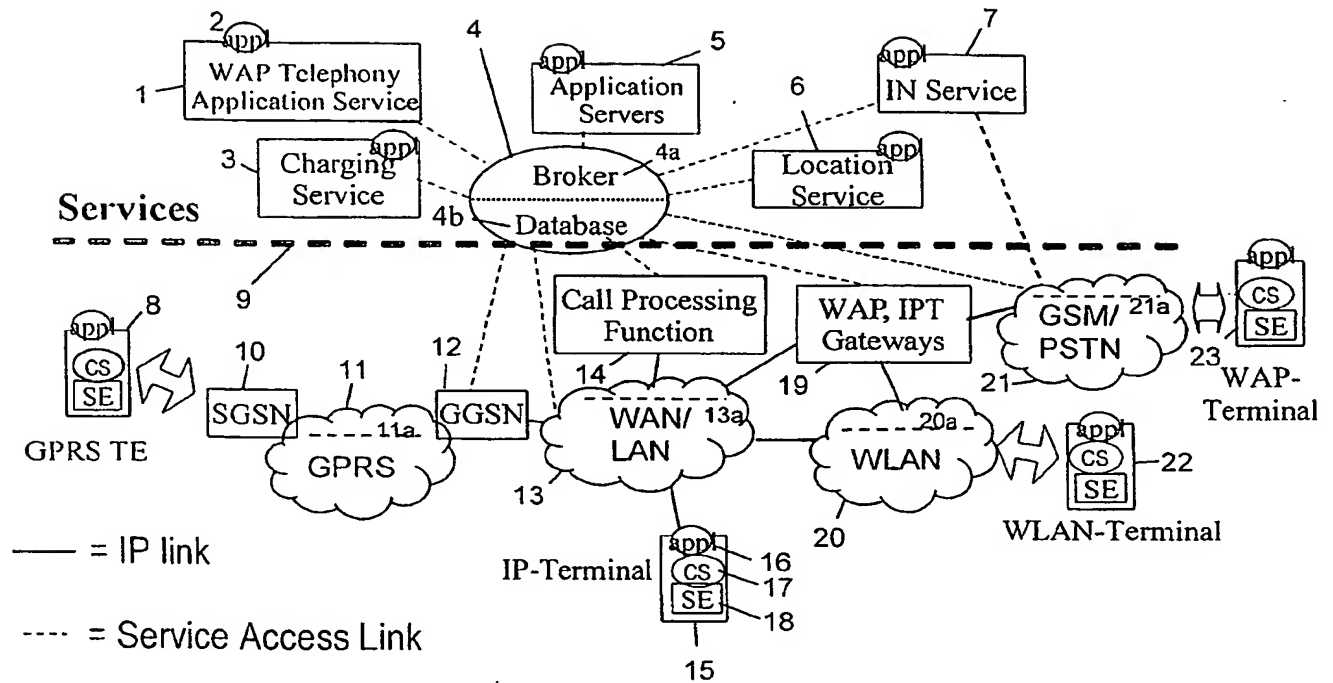 2
appl
4
5
7
appl
appl
WAP Telephony
Application Service
1
Application
Servers
6
IN Service
appl
3
Charging
Service
4a
Broker
appl
Location
Service
Services
4b
Database
9
appl
8
CS
SE
GPRS TE
10
SGSN
11
11a
GPRS
12
GGSN
Call Processing
Function
14
WAN/
LAN
13a
13
WAP, IPT
Gateways
19
21a
GSM/
PSTN
21
appl
CS
SE
23
WAP-
Terminal
20a
WLAN
20
appl
CS
SE
22
WLAN-Terminal
IP-Terminal
appl
16
CS
17
SE
18
15
= IP link
= Service Access Link